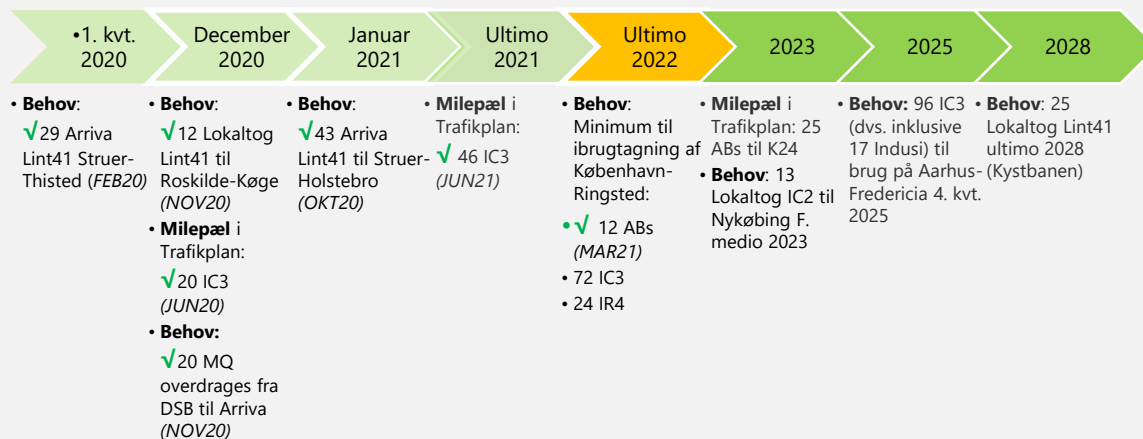 •1. kvt.
2020
December
2020
Januar
2021
Ultimo
2021
Ultimo
2022
2023
2025
2028
• Behov:
√29 Arriva
Lint41 Struer-
Thisted (FEB20)
• Behov:
√12 Lokaltog
Lint41 til
Roskilde-Køge
(NOV20)
• Milepæl i
Trafikplan:
√20 IC3
(JUN20)
• Behov:
√20 MQ
overdrages fra
DSB til Arriva
(NOV20)
• Behov:
√43 Arriva
Lint41 til Struer-
Holstebro
(OKT20)
• Milepæl i
Trafikplan:
√ 46 IC3
(JUN21)
• Behov:
Minimum til
ibrugtagning af
København-
Ringsted:
• √ 12 ABs
(MAR21)
• 72 IC3
• 24 IR4
• Milepæl i
Trafikplan: 25
ABs til K24
• Behov: 13
Lokaltog IC2 til
Nykøbing F.
medio 2023
• Behov: 96 IC3
(dvs. inklusive
17 Indusi) til
brug på Aarhus-
Fredericia 4. kvt.
2025
• Behov: 25
Lokaltog Lint41
ultimo 2028
(Kystbanen)